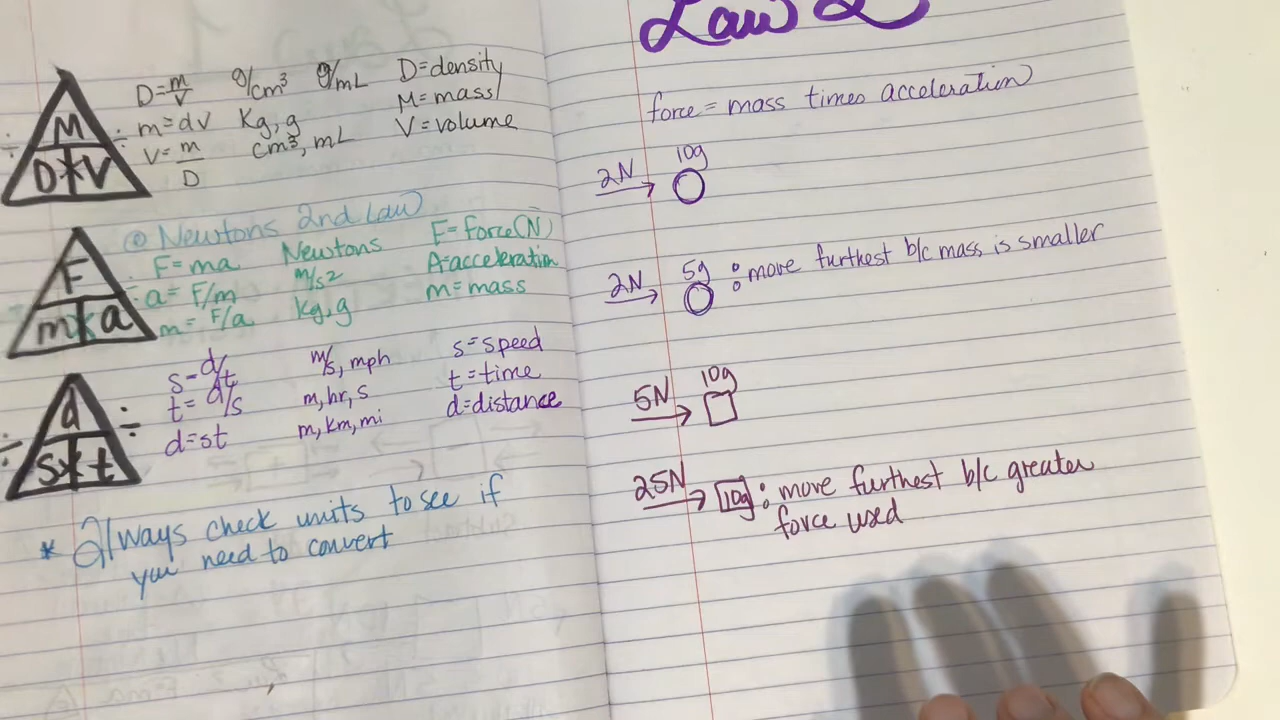 M
D*V
÷ ÷
D=m/V g/cm³ g/mL D=density
m=dv Kg, g M=mass
V=m/D cm³, mL V=volume
@ Newtons 2nd Law
F
m*a
F=ma Newtons F=force(N)
a=F/m m/s2 A=acceleration
m=F/a kg, g m=mass
d
s*t
÷ ÷
s-d/t m/s, mph s=speed
t=d/s m, hr, s t=time
d=st m, km, mi d=distance
* Always check units to see if
you need to convert
Law 2
force = mass times acceleration
2N 10g
2N 5g : move furthest b/c mass is smaller
5N 10g
25N 10g : move furthest b/c greater
force used